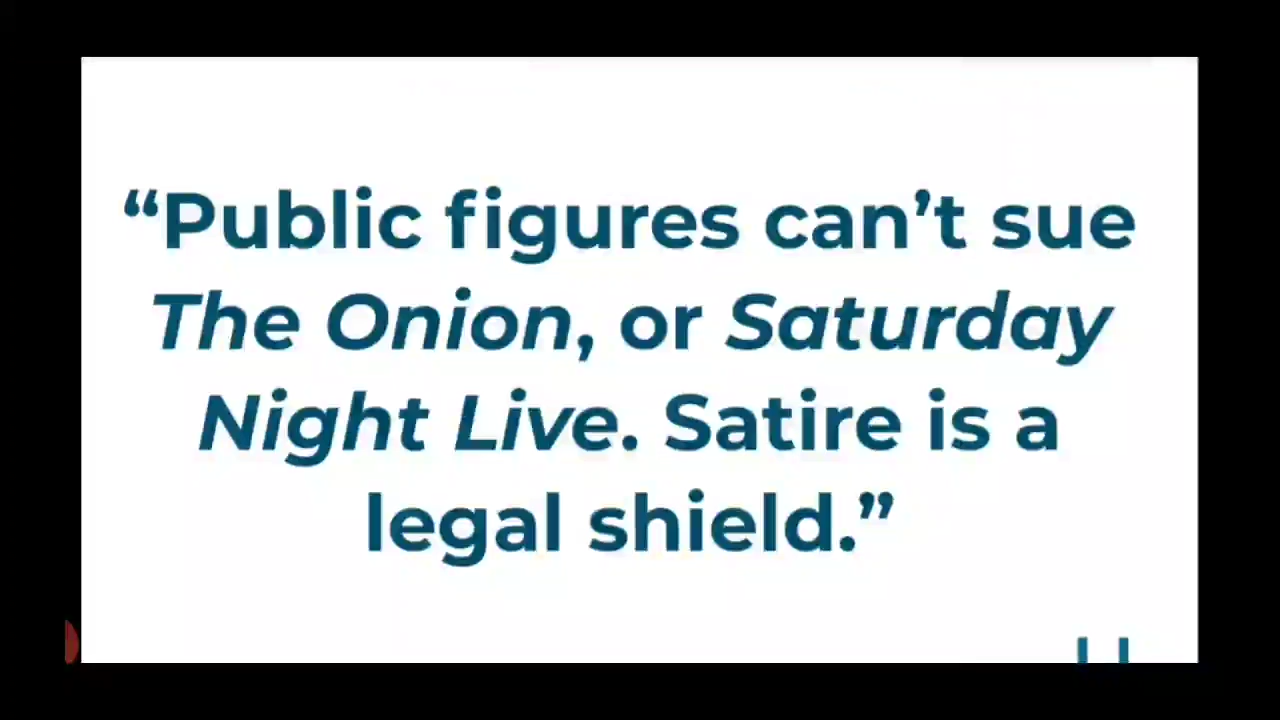 “Public figures can’t sue
The Onion, or Saturday
Night Live. Satire is a
legal shield.”